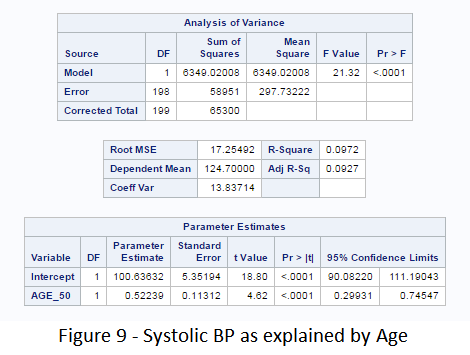 Analysis of Variance
Source DF Sum of Squares Mean Square F Value Pr > F
Model 1 6349.02008 6349.02008 21.32 <.0001
Error 198 58951 297.73222
Corrected Total 199 65300
Root MSE 17.25492 R-Square 0.0972
Dependent Mean 124.70000 Adj R-Sq 0.0927
Coeff Var 13.83714
Parameter Estimates
Variable DF Parameter Estimate Standard Error t Value Pr > |t| 95% Confidence Limits
Intercept 1 100.63632 5.35194 18.80 <.0001 90.08220 111.19043
AGE_50 1 0.52239 0.11312 4.62 <.0001 0.29931 0.74547
Figure 9 - Systolic BP as explained by Age